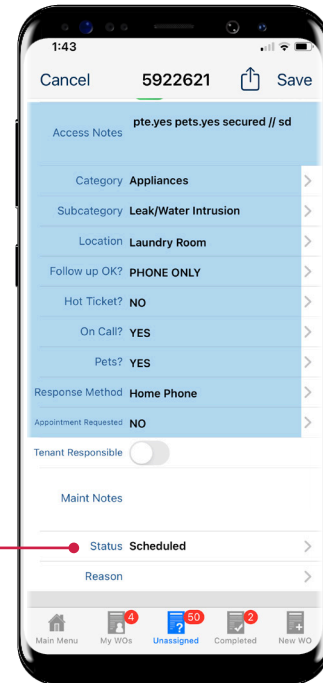 1:43
Cancel 5922621 Save
Access Notes pte.yes pets.yes secured // sd
Category Appliances
Subcategory Leak/Water Intrusion
Location Laundry Room
Follow up OK? PHONE ONLY
Hot Ticket? NO
On Call? YES
Pets? YES
Response Method Home Phone
Appointment Requested NO
Tenant Responsible
Maint Notes
Status Scheduled
Reason
4 50 2
Main Menu My WOs Unassigned Completed New WO